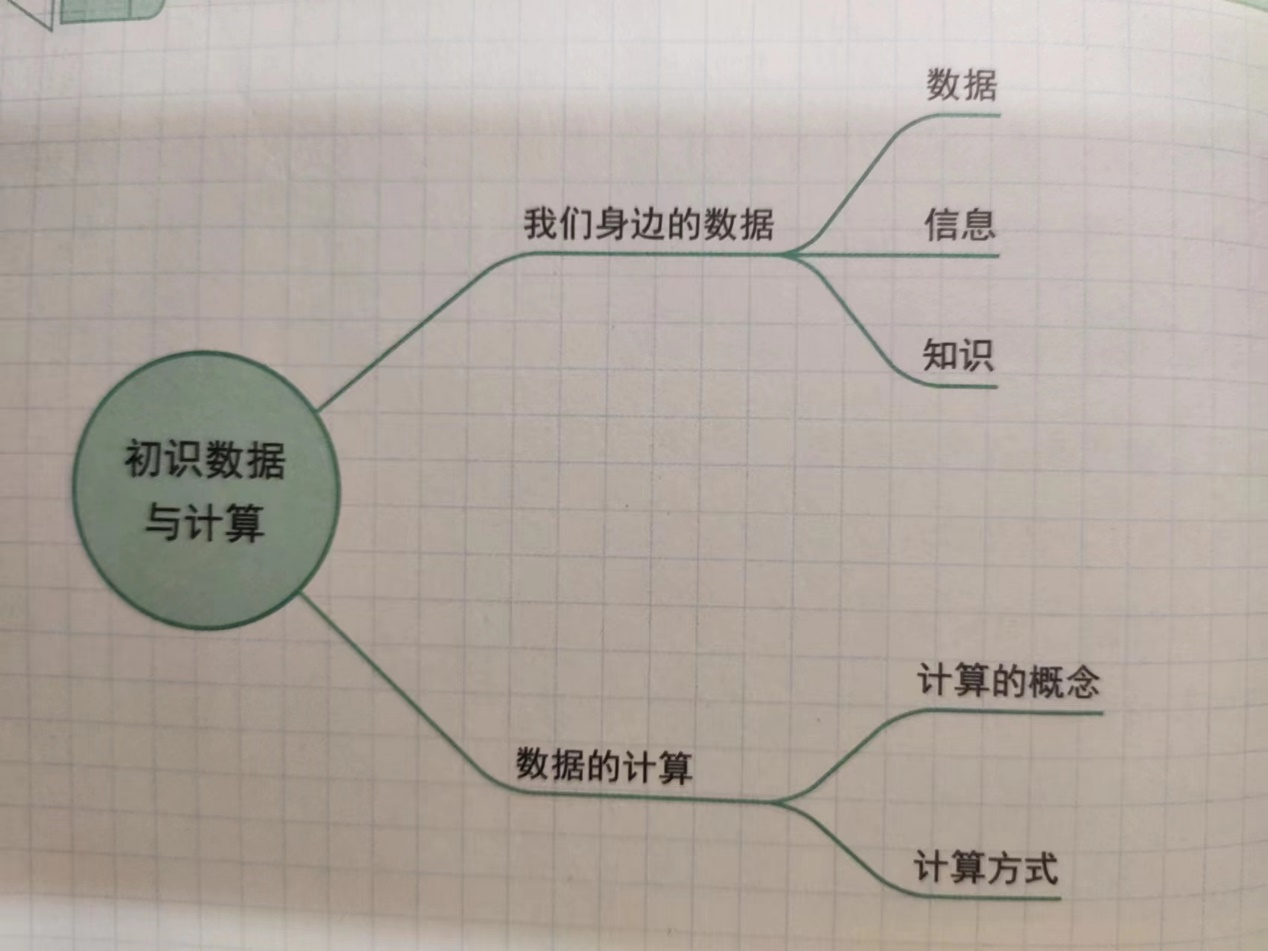 数据
我们身边的数据
信息
知识
初识数据
与计算
计算的概念
数据的计算
计算方式